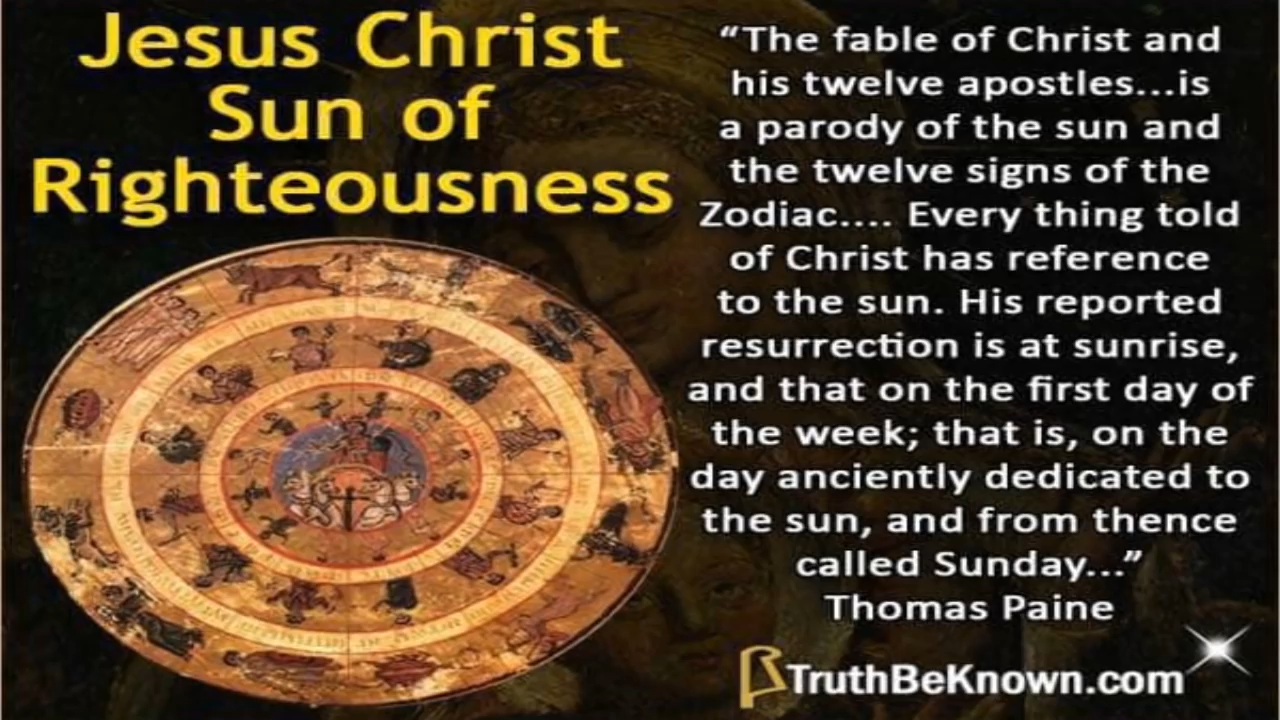 Jesus Christ
Sun of
Righteousness
“The fable of Christ and
his twelve apostles...is
a parody of the sun and
the twelve signs of the
Zodiac.... Every thing told
of Christ has reference
to the sun. His reported
resurrection is at sunrise,
and that on the first day of
the week; that is, on the
day anciently dedicated to
the sun, and from thence
called Sunday...”
Thomas Paine
TruthBeKnown.com